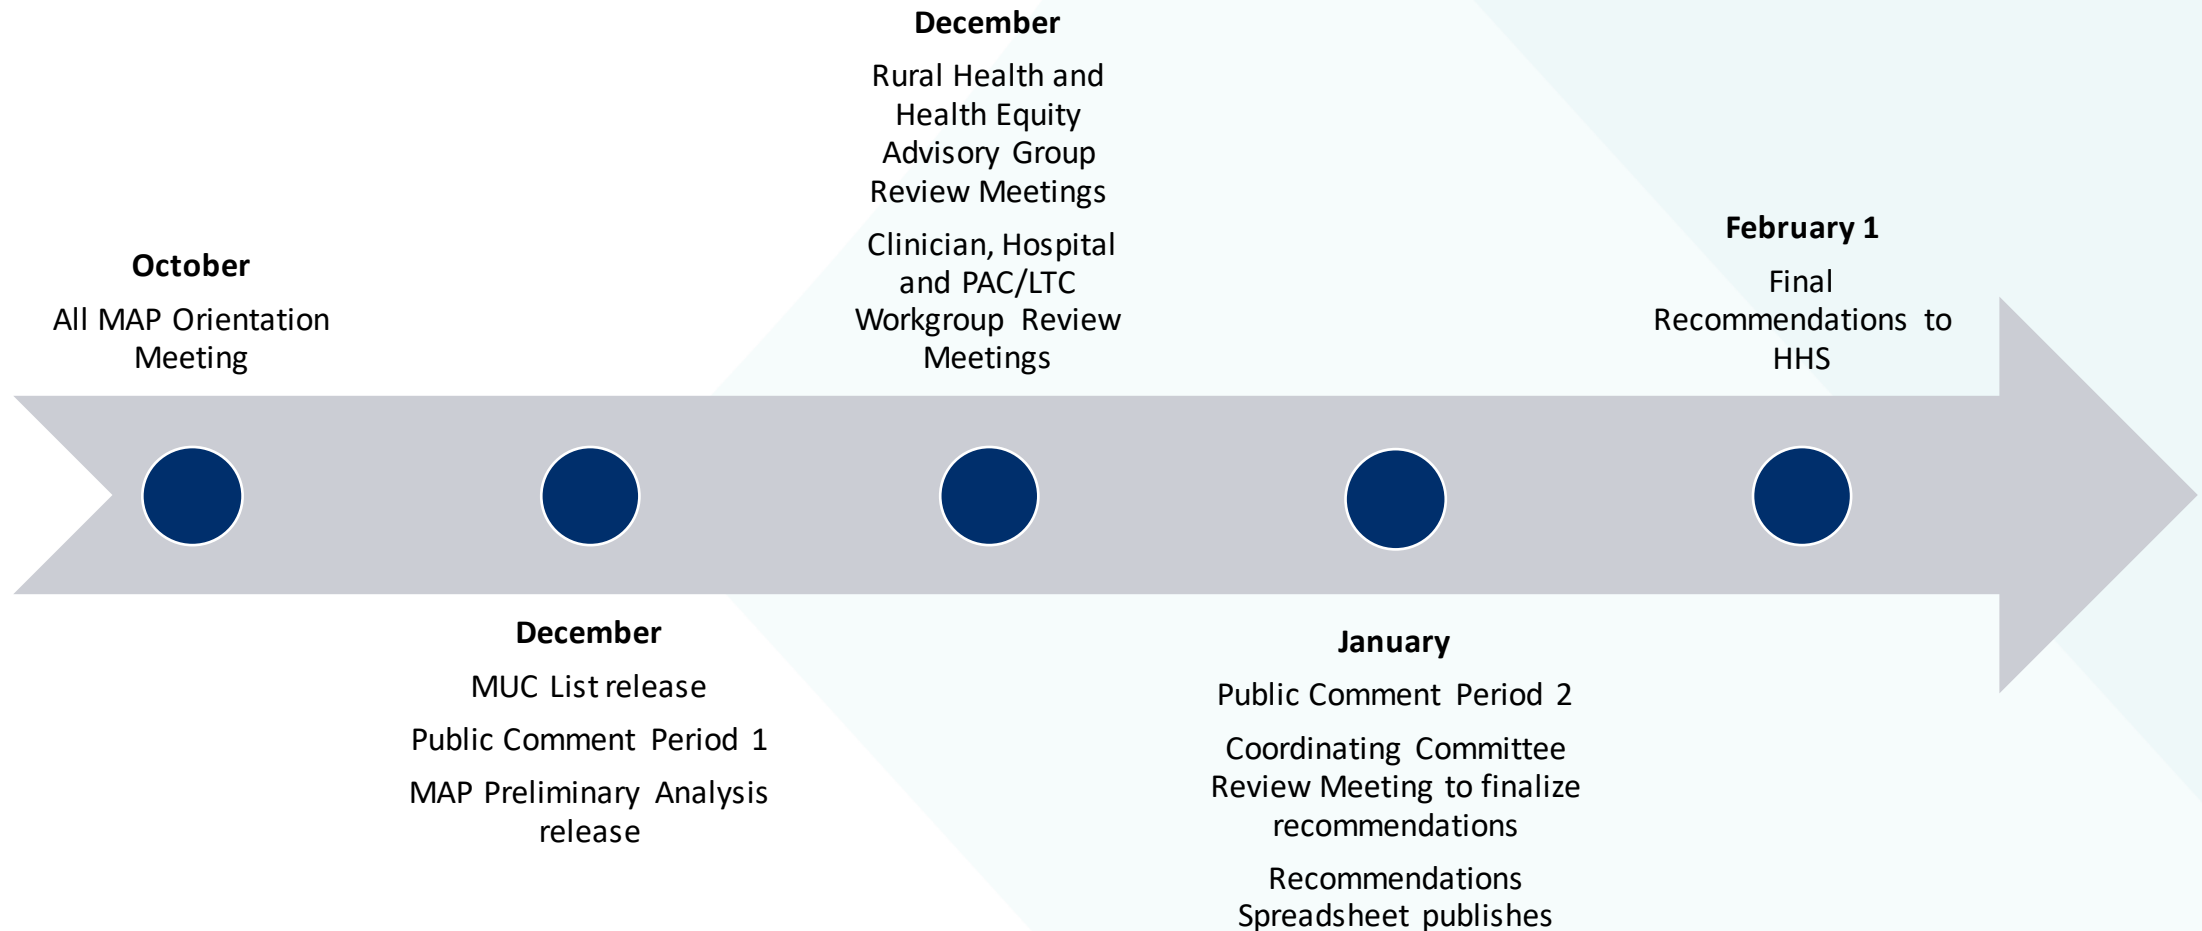 October
All MAP Orientation
Meeting
December
MUC List release
Public Comment Period 1
MAP Preliminary Analysis
release
December
Rural Health and
Health Equity
Advisory Group
Review Meetings
Clinician, Hospital
and PAC/LTC
Workgroup Review
Meetings
January
Public Comment Period 2
Coordinating Committee
Review Meeting to finalize
recommendations
Recommendations
Spreadsheet publishes
February 1
Final
Recommendations to
HHS